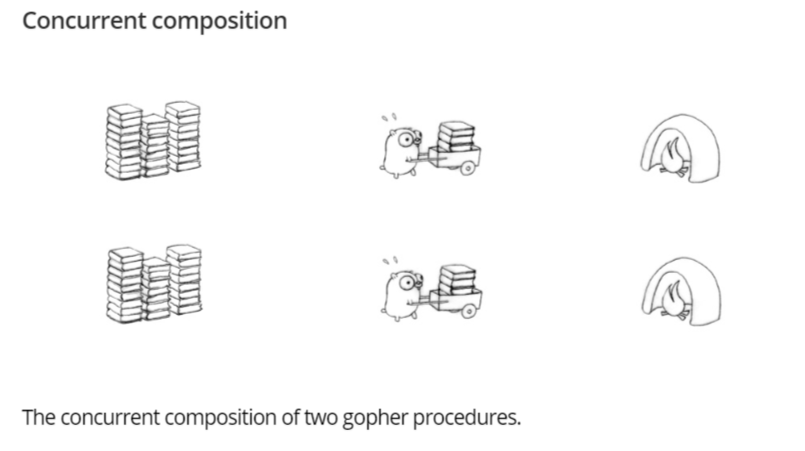 Concurrent composition
The concurrent composition of two gopher procedures.